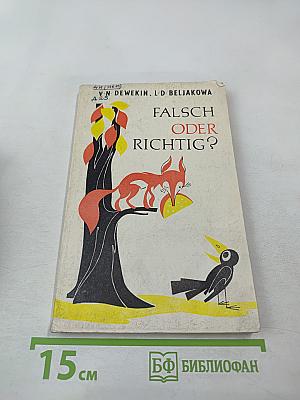 V. N. DEWEKIN, L. D. BELJAKOWA
FALSCH
ODER
RICHTIG?
15 см
БФ БИБЛИОФАН